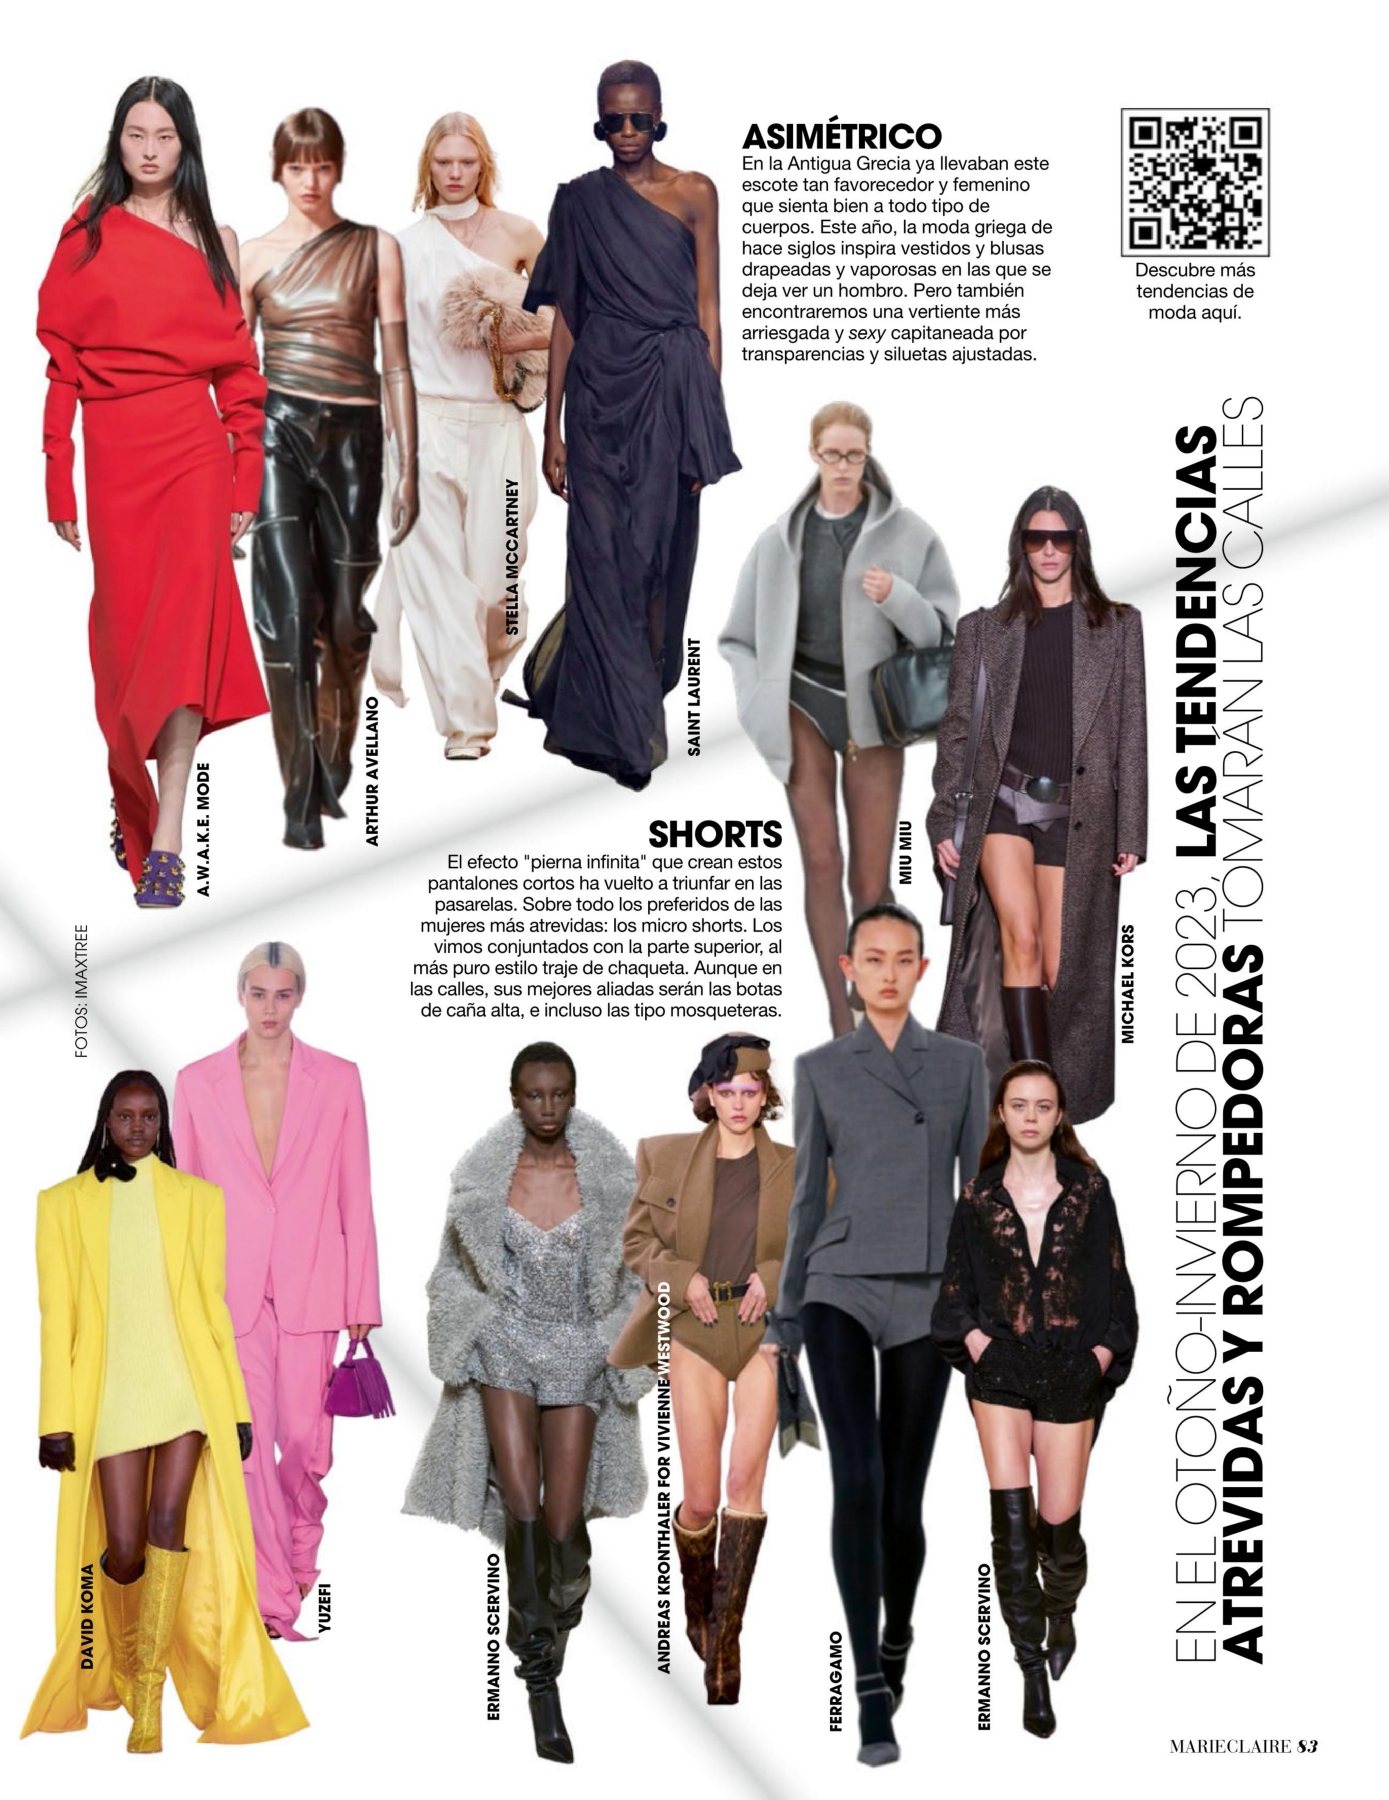 ASIMÉTRICO
En la Antigua Grecia ya llevaban este
escote tan favorecedor y femenino
que sienta bien a todo tipo de
cuerpos. Este año, la moda griega de
hace siglos inspira vestidos y blusas
drapeadas y vaporosas en las que se
deja ver un hombro. Pero también
encontraremos una vertiente más
arriesgada y sexy capitaneada por
transparencias y siluetas ajustadas.
Descubre más
tendencias de
moda aquí.
A.W.A.K.E. MODE
ARTHUR AVELLANO
STELLA MCCARTNEY
SAINT LAURENT
MIU MIU
MICHAEL KORS
SHORTS
El efecto "pierna infinita" que crean estos
pantalones cortos ha vuelto a triunfar en las
pasarelas. Sobre todo los preferidos de las
mujeres más atrevidas: los micro shorts. Los
vimos conjuntados con la parte superior, al
más puro estilo traje de chaqueta. Aunque en
las calles, sus mejores aliadas serán las botas
de caña alta, e incluso las tipo mosqueteras.
FOTOS: IMAXTREE
DAVID KOMA
YUZEFI
ERMANNO SCERVINO
ANDREAS KRONTHALER FOR VIVIENNE WESTWOOD
FERRAGAMO
ERMANNO SCERVINO
EN EL OTOÑO-INVIERNO DE 2023, LAS TENDENCIAS
ATREVIDAS Y ROMPEDORAS TOMARÁN LAS CALLES
MARIECLAIRE 83